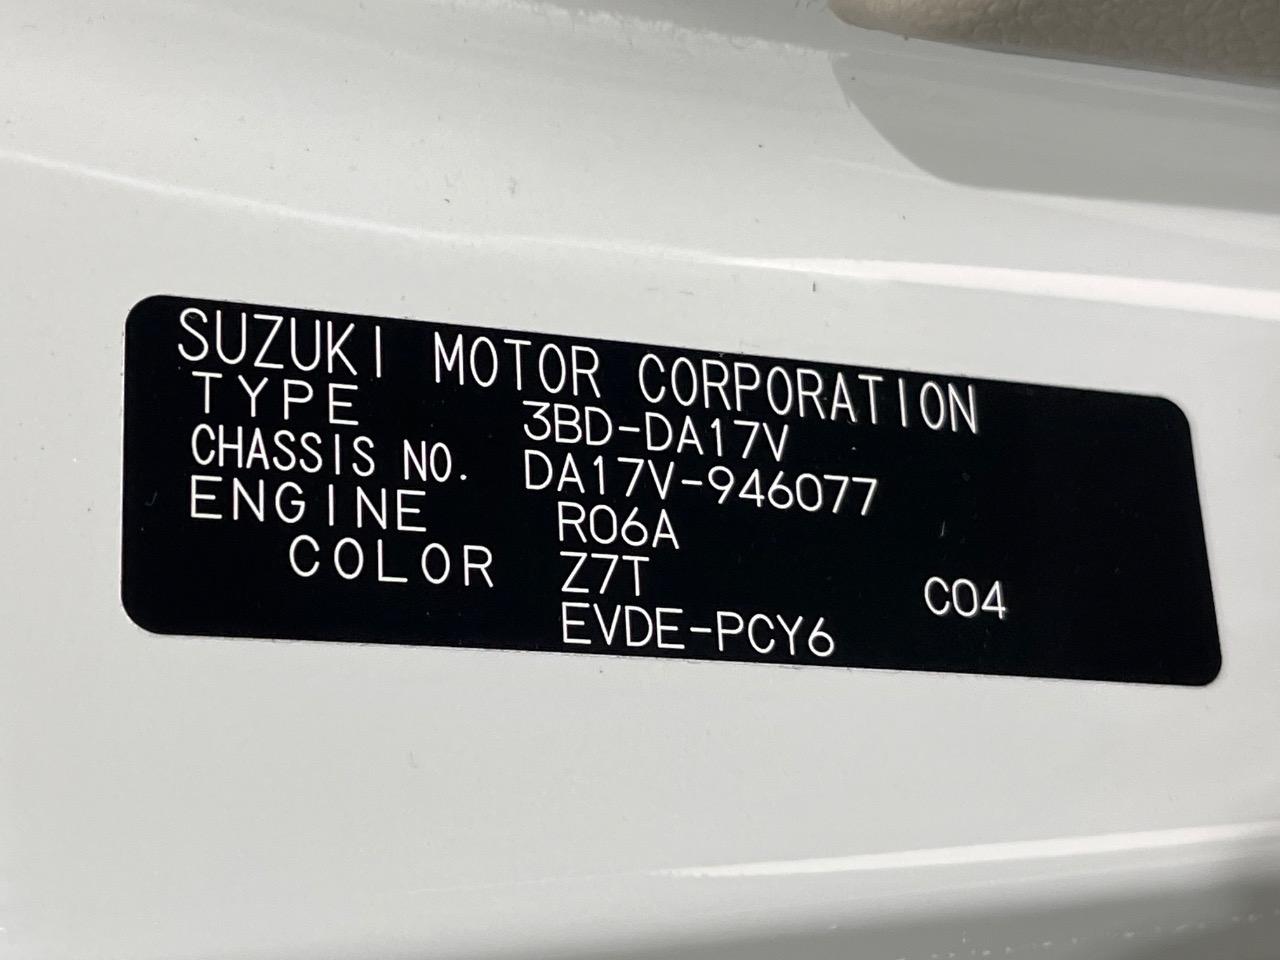 SUZUKI MOTOR CORPORATION
TYPE 3BD-DA17V
CHASSIS NO. DA17V-946077
ENGINE R06A
COLOR Z7T C04
EVDE-PCY6